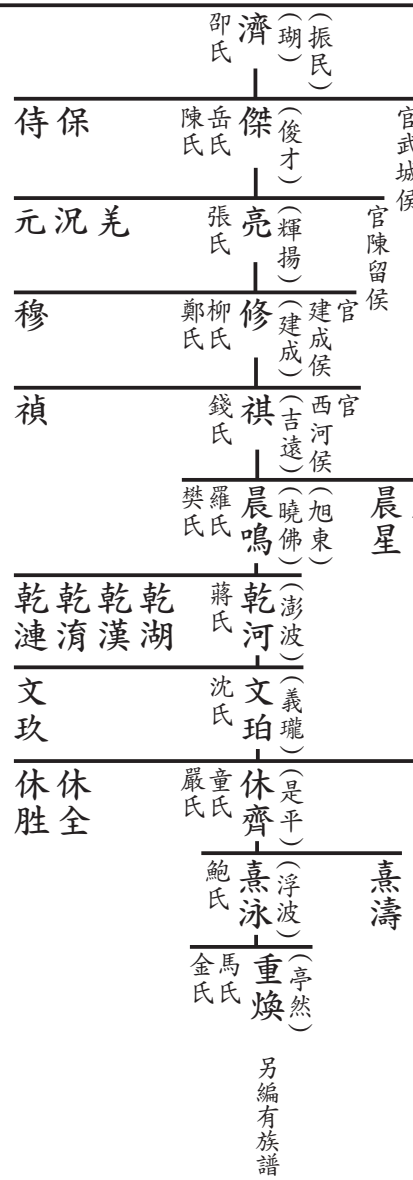 (振民)
(瑚)
濟
邵氏
官武城侯
(俊才)
傑
岳氏
陳氏
保
侍
官陳留侯
(輝揚)
亮
張氏
羌
況
元
官
建成侯
(建成)
修
柳氏
鄭氏
穆
官
西河侯
(吉遠)
祺
錢氏
禎
晨星
(旭東)
(曉佛)
晨鳴
羅氏
樊氏
(澎波)
乾河
蔣氏
乾湖
乾漢
乾淯
乾漣
(義瓏)
文珀
沈氏
文玖
(是平)
休齊
童氏
嚴氏
休全
休胜
熹濤
(浮波)
熹泳
鮑氏
(亭然)
重煥
馬氏
金氏
另編有族譜